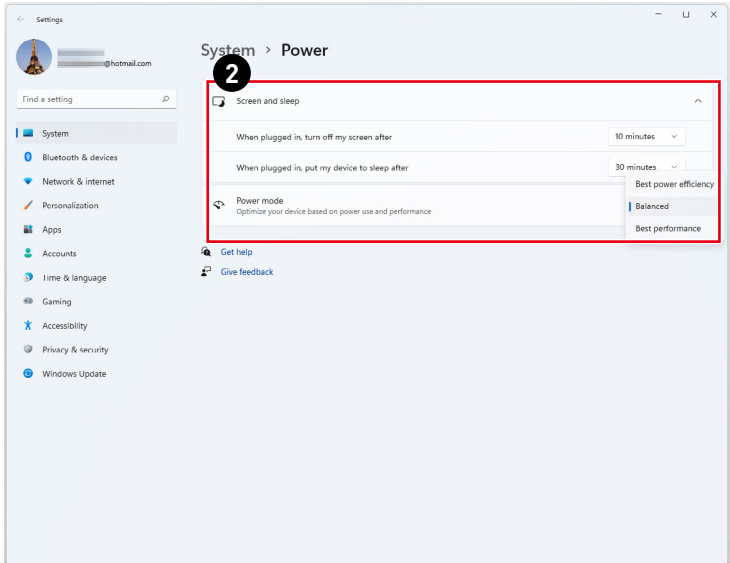 Settings
@hotmail.com
Find a setting
System
Bluetooth & devices
Network & internet
Personalization
Apps
Accounts
Time & language
Gaming
Accessibility
Privacy & security
Windows Update
System > Power
2
Screen and sleep
When plugged in, turn off my screen after
10 minutes
When plugged in, put my device to sleep after
30 minutes
Power mode
Optimize your device based on power use and performance
Best power efficiency
Balanced
Best performance
Get help
Give feedback